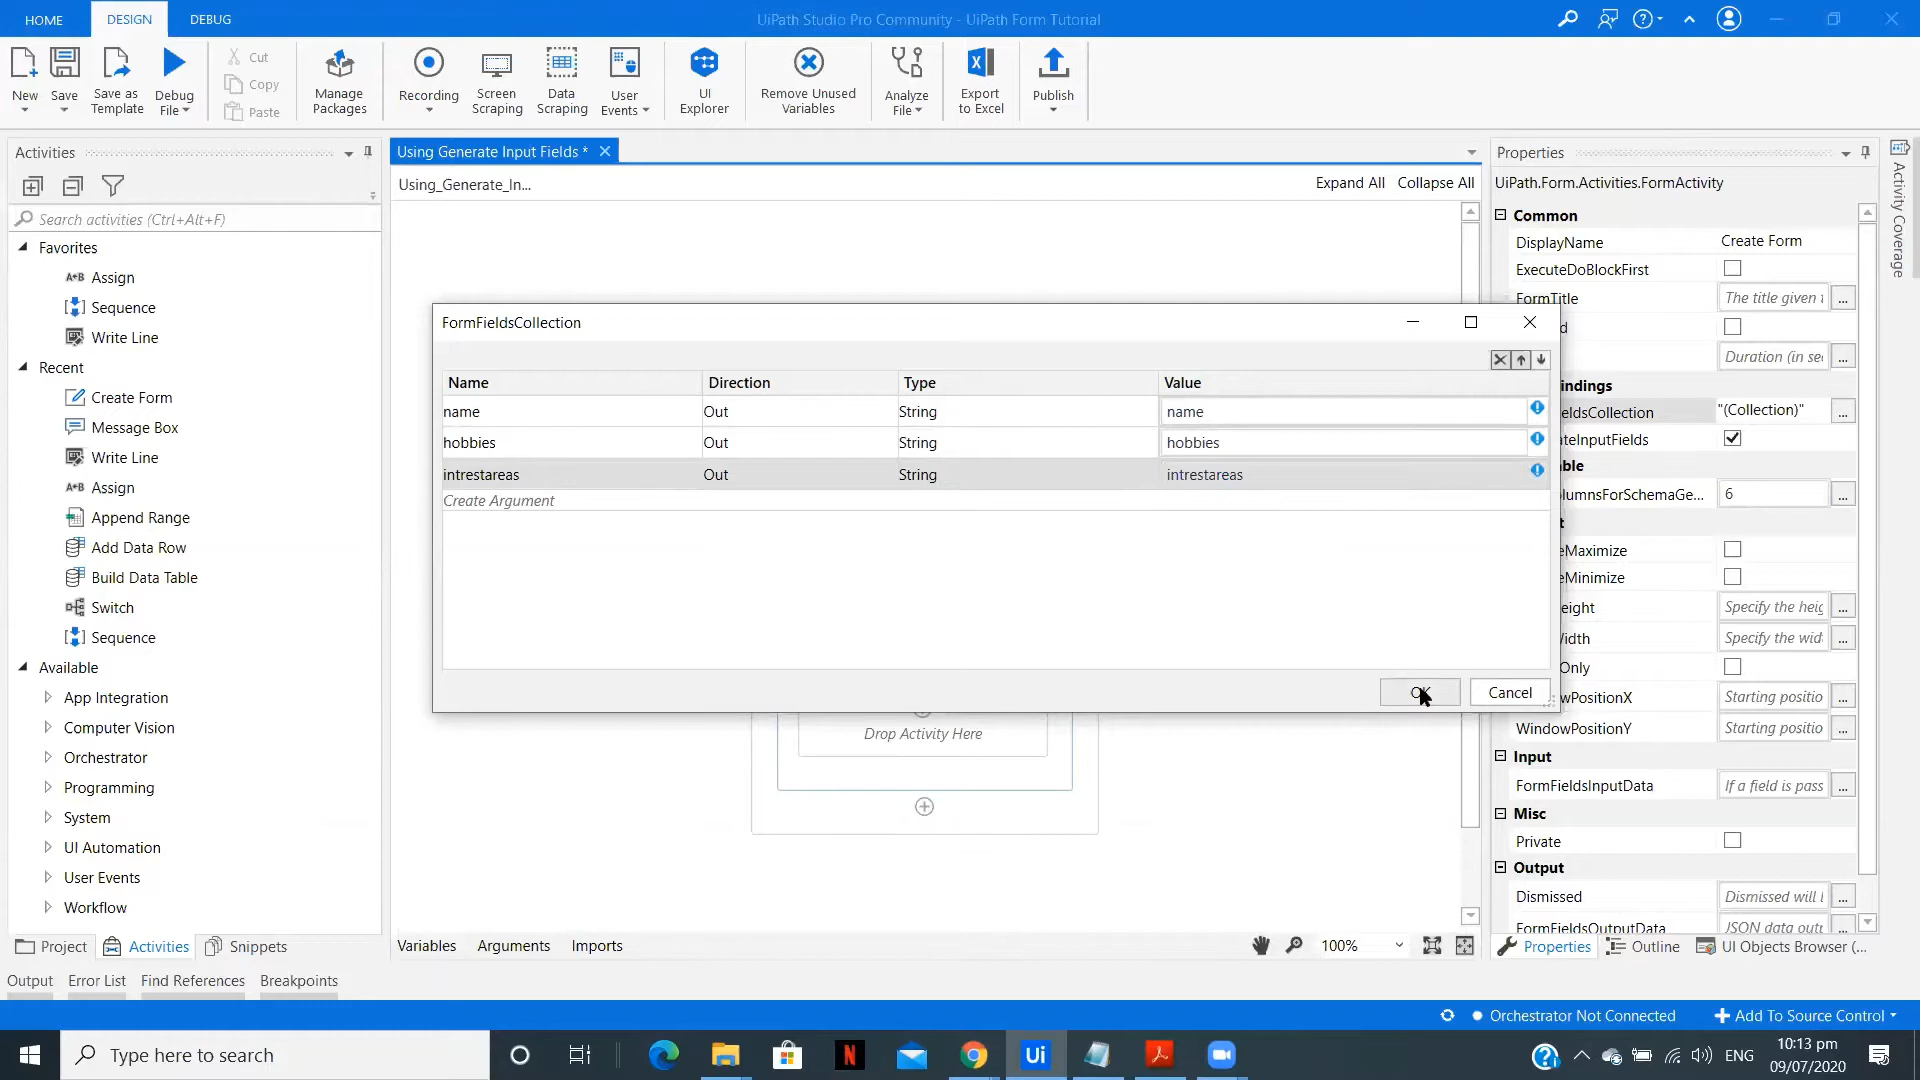 HOME
DESIGN
DEBUG
UiPath Studio Pro Community - UiPath Form Tutorial
New
Save
Save as Template
Debug File
Cut
Copy
Paste
Manage Packages
Recording
Screen Scraping
Data Scraping
User Events
UI Explorer
Remove Unused Variables
Analyze File
Export to Excel
Publish
Activities
Search activities (Ctrl+Alt+F)
Favorites
Assign
Sequence
Write Line
Recent
Create Form
Message Box
Write Line
Assign
Append Range
Add Data Row
Build Data Table
Switch
Sequence
Available
App Integration
Computer Vision
Orchestrator
Programming
System
UI Automation
User Events
Workflow
Project
Activities
Snippets
Using Generate Input Fields *
Using_Generate_In...
Expand All
Collapse All
FormFieldsCollection
Name Direction Type Value
name Out String name
hobbies Out String hobbies
intrestareas Out String intrestareas
Create Argument
OK
Cancel
Drop Activity Here
Variables
Arguments
Imports
100%
Properties
UiPath.Form.Activities.FormActivity
Common
DisplayName Create Form
ExecuteDoBlockFirst
FormTitle The title given t ...
d
Duration (in sec ...
indings
eldsCollection "(Collection)" ...
ateInputFields
ble
lumnsForSchemaGe... 6 ...
t
eMaximize
eMinimize
eight Specify the heig ...
Width Specify the wid ...
Only
wPositionX Starting positio ...
WindowPositionY Starting positio ...
Input
FormFieldsInputData If a field is pass ...
Misc
Private
Output
Dismissed Dismissed will b ...
FormFieldsOutputData JSON data outp ...
Properties
Outline
UI Objects Browser (...
Activity Coverage
Output
Error List
Find References
Breakpoints
Orchestrator Not Connected
Add To Source Control
Type here to search
Ui
ENG
10:13 pm
09/07/2020